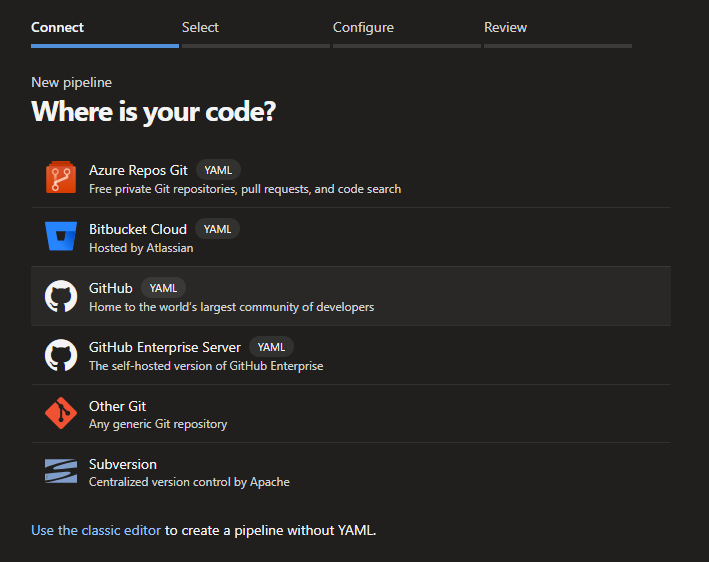 Connect Select Configure Review
New pipeline
Where is your code?
Azure Repos Git YAML
Free private Git repositories, pull requests, and code search
Bitbucket Cloud YAML
Hosted by Atlassian
GitHub YAML
Home to the world's largest community of developers
GitHub Enterprise Server YAML
The self-hosted version of GitHub Enterprise
Other Git
Any generic Git repository
Subversion
Centralized version control by Apache
Use the classic editor to create a pipeline without YAML.